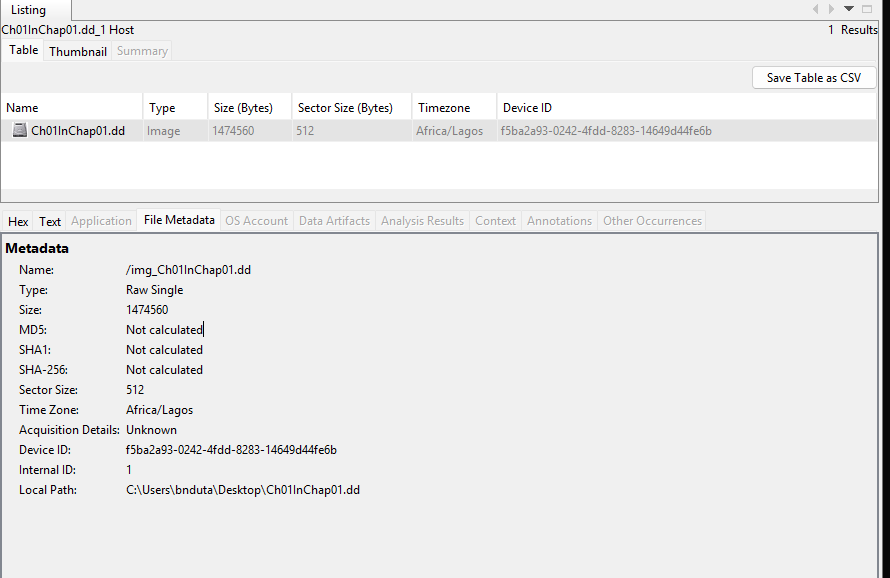 Listing
Ch01InChap01.dd_1 Host 1 Results
Table Thumbnail Summary
Save Table as CSV
Name Type Size (Bytes) Sector Size (Bytes) Timezone Device ID
Ch01InChap01.dd Image 1474560 512 Africa/Lagos f5ba2a93-0242-4fdd-8283-14649d44fe6b
Hex Text Application File Metadata OS Account Data Artifacts Analysis Results Context Annotations Other Occurrences
Metadata
Name: /img_Ch01InChap01.dd
Type: Raw Single
Size: 1474560
MD5: Not calculated
SHA1: Not calculated
SHA-256: Not calculated
Sector Size: 512
Time Zone: Africa/Lagos
Acquisition Details: Unknown
Device ID: f5ba2a93-0242-4fdd-8283-14649d44fe6b
Internal ID: 1
Local Path: C:\Users\bnduta\Desktop\Ch01InChap01.dd